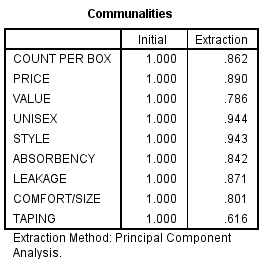 Communalities
Initial Extraction
COUNT PER BOX 1.000 .862
PRICE 1.000 .890
VALUE 1.000 .786
UNISEX 1.000 .944
STYLE 1.000 .943
ABSORBENCY 1.000 .842
LEAKAGE 1.000 .871
COMFORT/SIZE 1.000 .801
TAPING 1.000 .616
Extraction Method: Principal Component
Analysis.